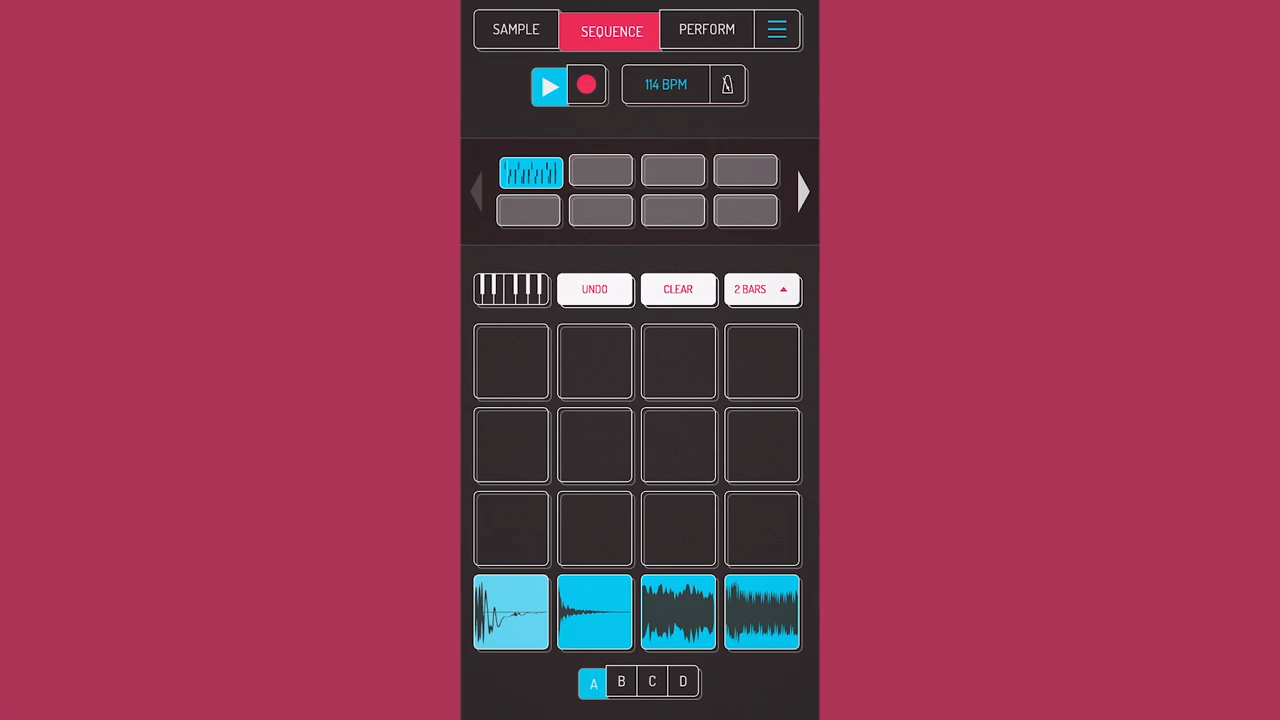 SAMPLE SEQUENCE PERFORM
114 BPM
UNDO CLEAR 2 BARS
A B C D